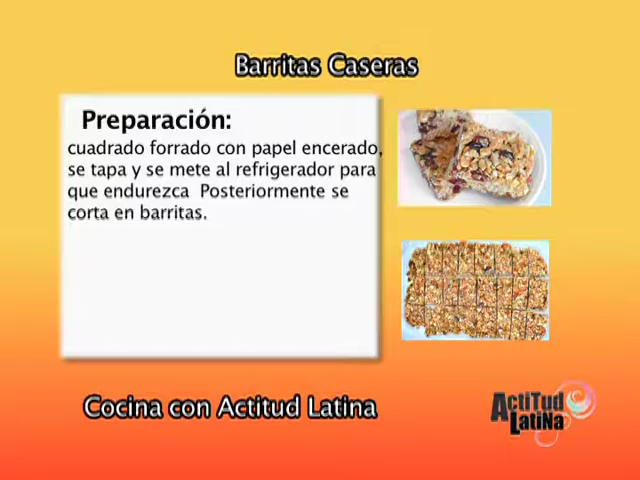 Barritas Caseras
Preparación:
cuadrado forrado con papel encerado,
se tapa y se mete al refrigerador para
que endurezca  Posteriormente se
corta en barritas.
Cocina con Actitud Latina
ActiTud
LatiNa